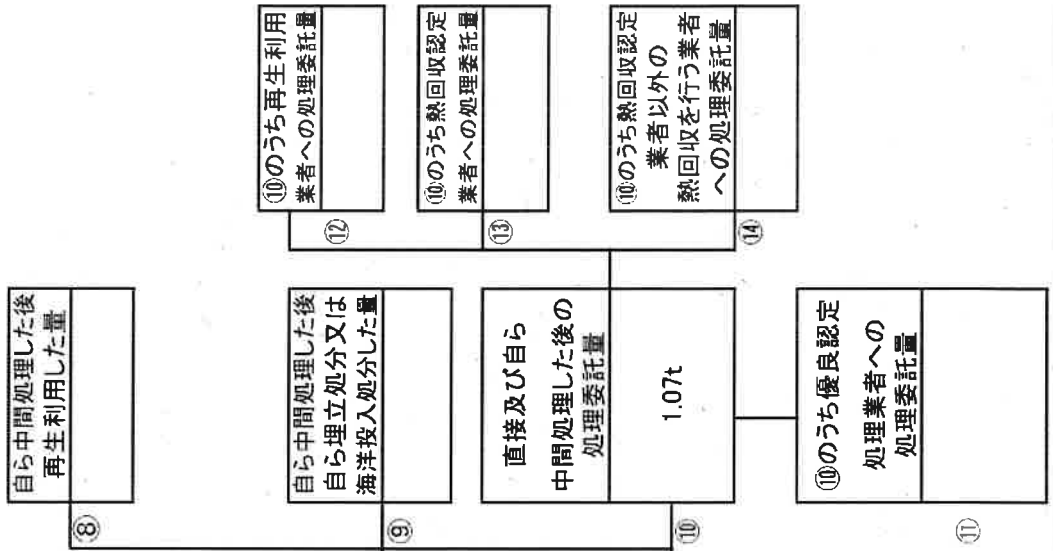 ⑧
自ら中間処理した後
再生利用した量
⑨
自ら中間処理した後
自ら埋立処分又は
海洋投入処分した量
⑩
直接及び自ら
中間処理した後の
処理委託量
1.07t
⑪
⑩のうち優良認定
処理業者への
処理委託量
⑫
⑩のうち再生利用
業者への処理委託量
⑬
⑩のうち熱回収認定
業者への処理委託量
⑭
⑩のうち熱回収認定
業者以外の
熱回収を行う業者
への処理委託量